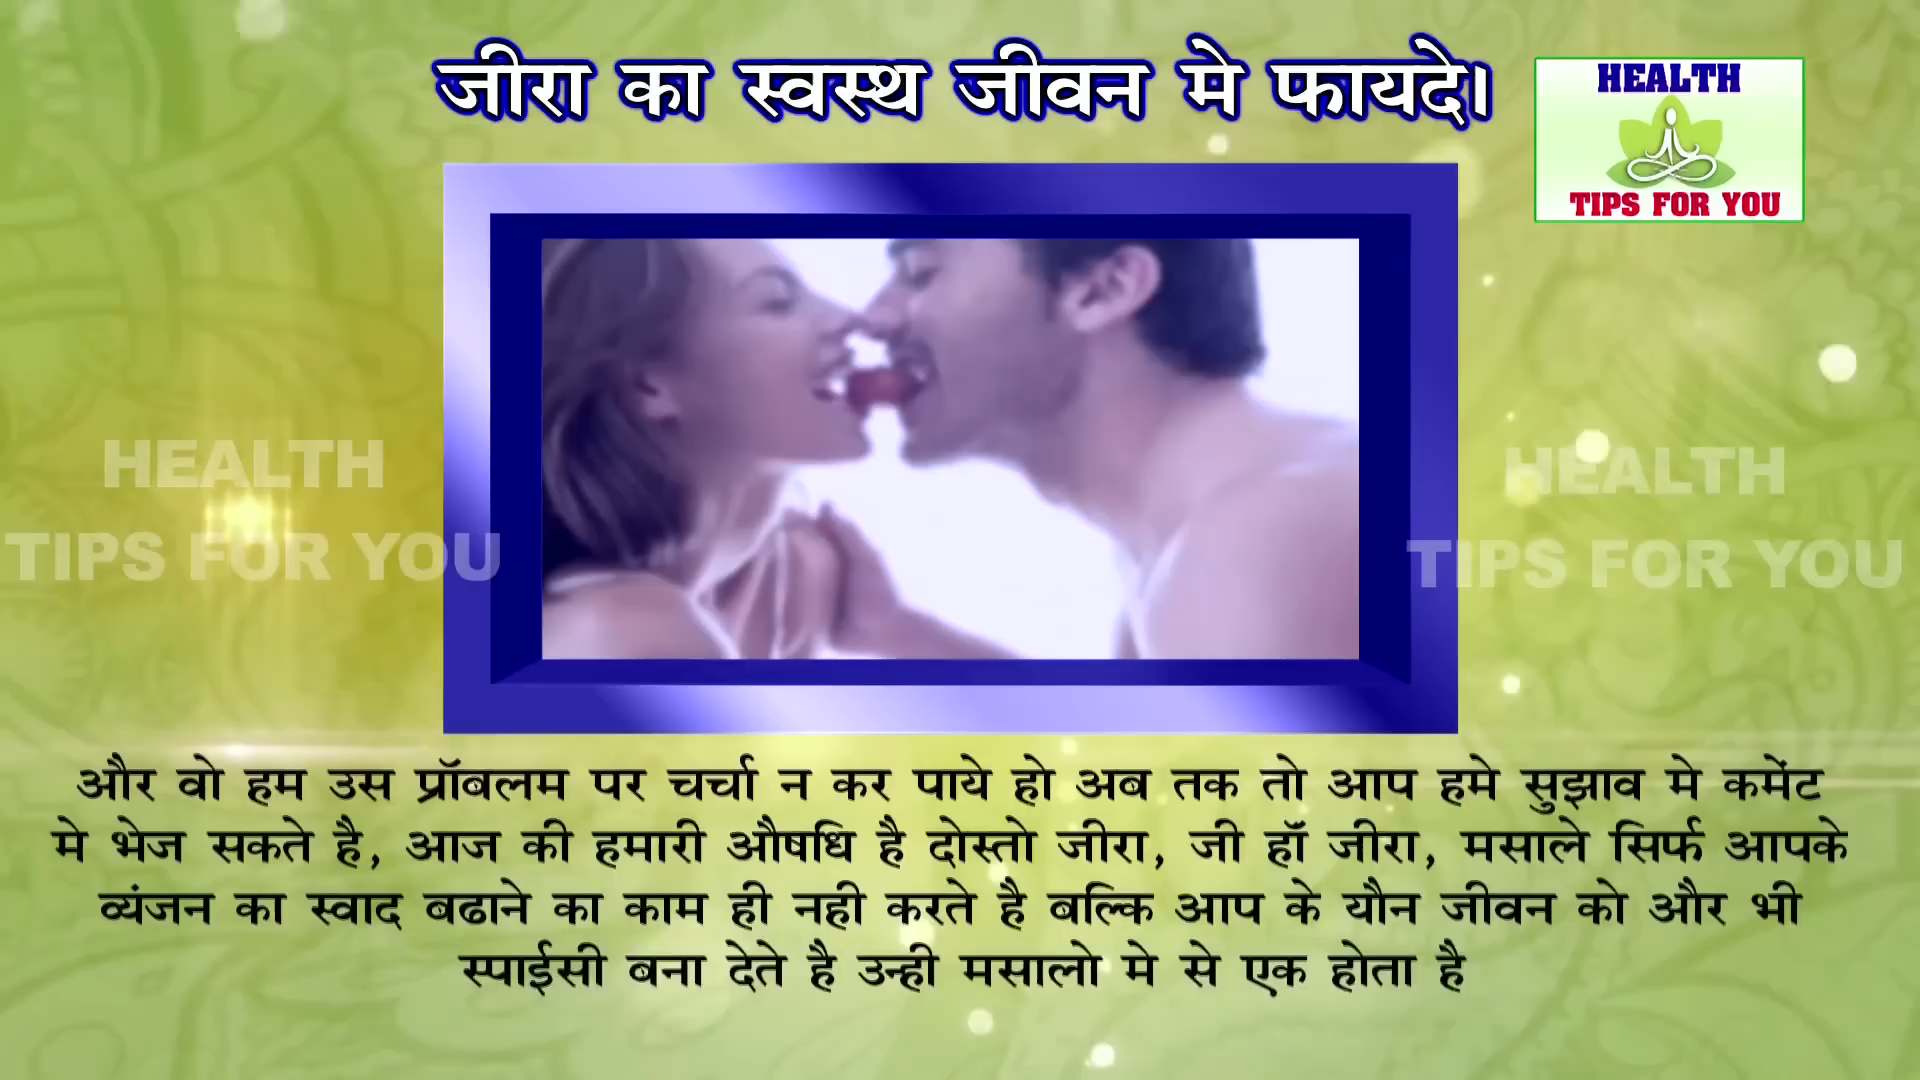 जीरा का स्वस्थ जीवन मे फायदे।
HEALTH
TIPS FOR YOU
HEALTH
TIPS FOR YOU
HEALTH
TIPS FOR YOU
और वो हम उस प्रॉबलम पर चर्चा न कर पाये हो अब तक तो आप हमे सुझाव मे कमेंट
मे भेज सकते है, आज की हमारी औषधि है दोस्तो जीरा, जी हॉ जीरा, मसाले सिर्फ आपके
व्यंजन का स्वाद बढाने का काम ही नही करते है बल्कि आप के यौन जीवन को और भी
स्पाईसी बना देते है उन्ही मसालो मे से एक होता है